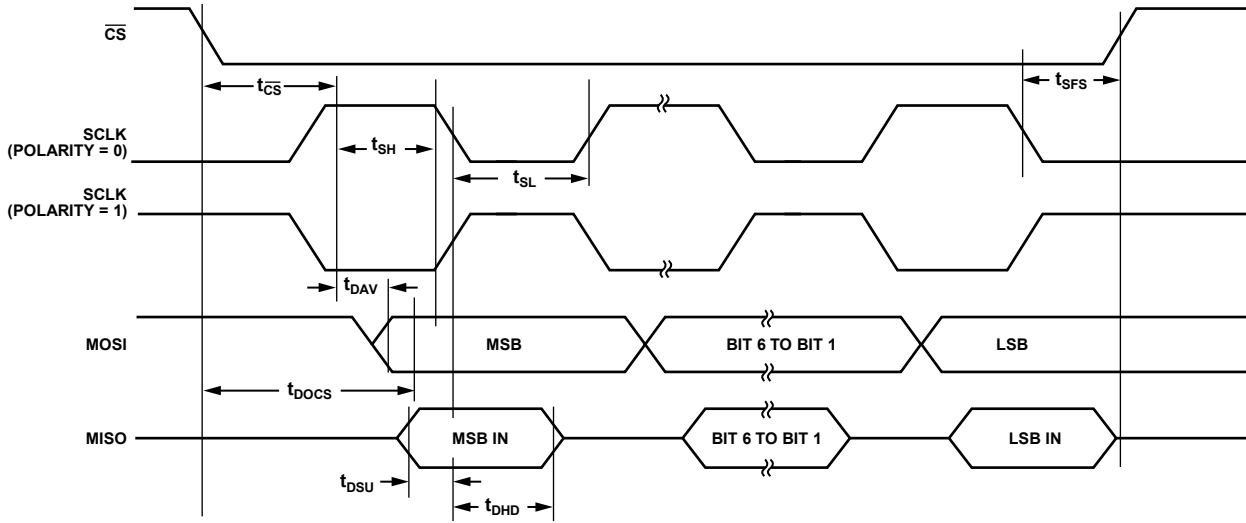 CS
tCS
tSFS
SCLK
(POLARITY = 0)
tSH
tSL
SCLK
(POLARITY = 1)
tDAV
MOSI
MSB
BIT 6 TO BIT 1
LSB
tDOCS
MISO
MSB IN
BIT 6 TO BIT 1
LSB IN
tDSU
tDHD